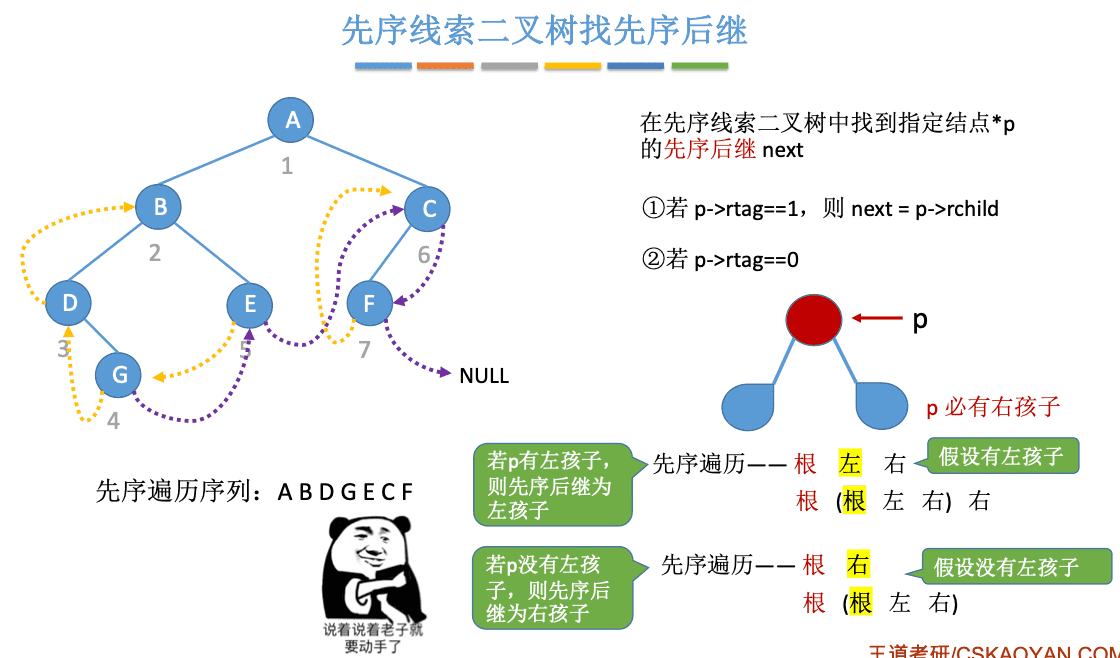 先序线索二叉树找先序后继
A
1
B
C
2
6
D
E
F
3
5
7
G
4
NULL
先序遍历序列：A B D G E C F
说着说着老子就
要动手了
在先序线索二叉树中找到指定结点*p
的先序后继 next
①若 p->rtag==1，则 next = p->rchild
②若 p->rtag==0
p
p 必有右孩子
若p有左孩子，
则先序后继为
左孩子
先序遍历—— 根 左 右
假设有左孩子
根 (根 左 右) 右
若p没有左孩
子，则先序后
继为右孩子
先序遍历—— 根 右
假设没有左孩子
根 (根 左 右)
王道考研/CSKAOYAN.COM